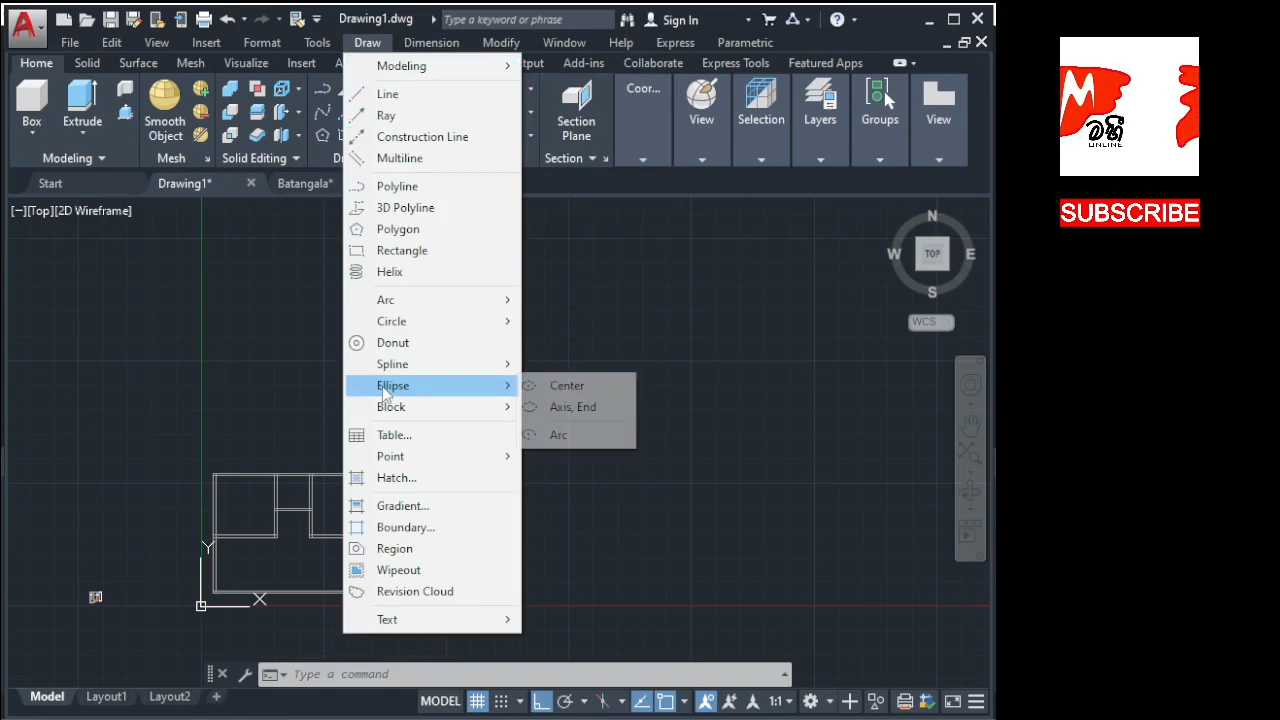 Drawing1.dwg
Type a keyword or phrase
Sign In
File Edit View Insert Format Tools Draw Dimension Modify Window Help Express Parametric
Home Solid Surface Mesh Visualize Insert Add-ins Collaborate Express Tools Featured Apps
Box
Extrude
Smooth
Object
Section
Plane
Coor...
View
Selection
Layers
Groups
View
Modeling
Mesh
Solid Editing
Section
Start
Drawing1*
Batangala*
[−][Top][2D Wireframe]
Modeling
Line
Ray
Construction Line
Multiline
Polyline
3D Polyline
Polygon
Rectangle
Helix
Arc
Circle
Donut
Spline
Ellipse
Block
Table...
Point
Hatch...
Gradient...
Boundary...
Region
Wipeout
Revision Cloud
Text
Center
Axis, End
Arc
N
W
TOP
E
S
WCS
Y
X
Type a command
Model
Layout1
Layout2
MODEL
1:1
M
ONLINE
SUBSCRIBE